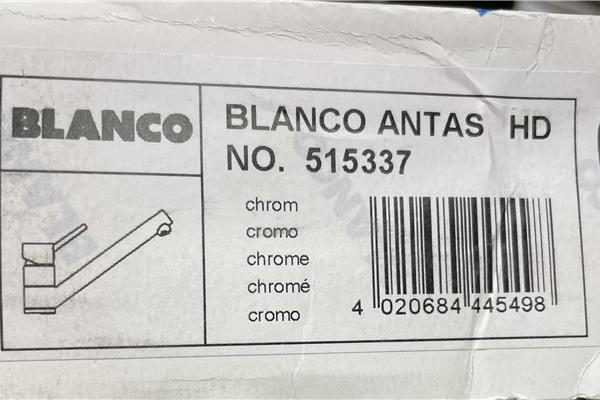 BLANCO
BLANCO ANTAS HD
NO. 515337
chrom
cromo
chrome
chromé
cromo
4 020684 445498